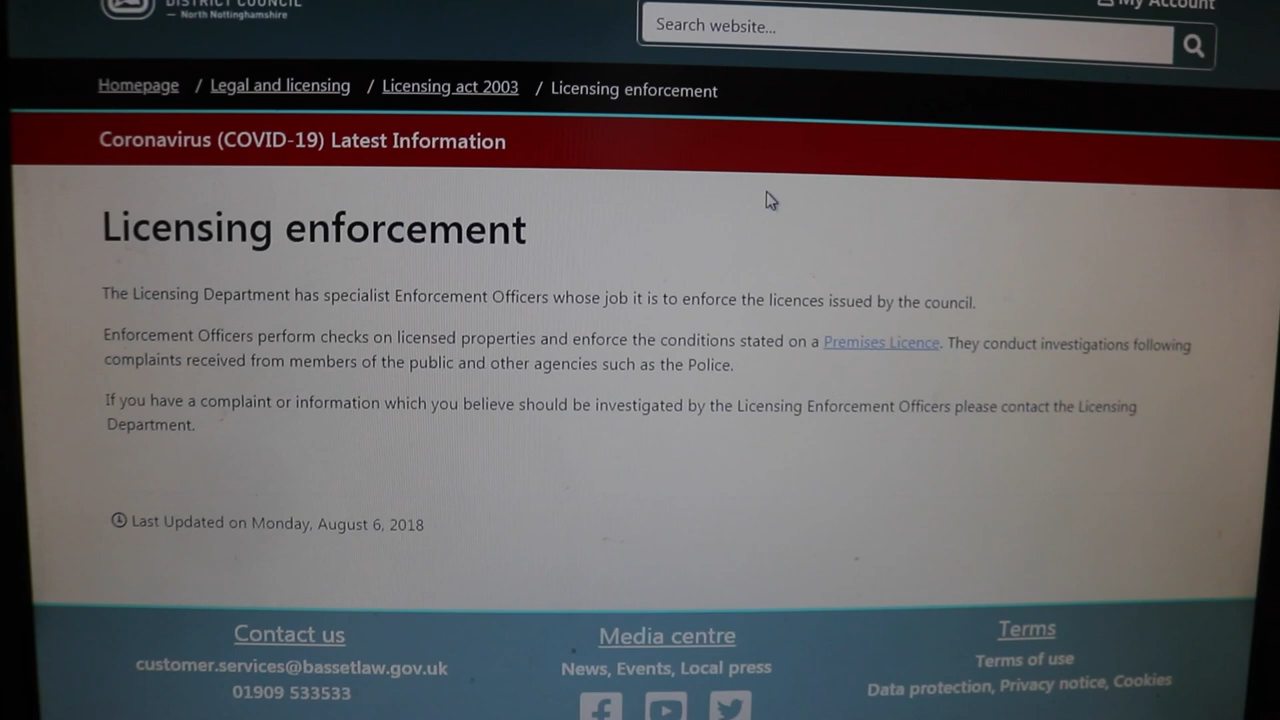 DISTRICT COUNCIL
— North Nottinghamshire
My Account
Search website...
Homepage / Legal and licensing / Licensing act 2003 / Licensing enforcement
Coronavirus (COVID-19) Latest Information
Licensing enforcement
The Licensing Department has specialist Enforcement Officers whose job it is to enforce the licences issued by the council.
Enforcement Officers perform checks on licensed properties and enforce the conditions stated on a Premises Licence. They conduct investigations following
complaints received from members of the public and other agencies such as the Police.
If you have a complaint or information which you believe should be investigated by the Licensing Enforcement Officers please contact the Licensing
Department.
Last Updated on Monday, August 6, 2018
Contact us
customer.services@bassetlaw.gov.uk
01909 533533
Media centre
News, Events, Local press
Terms
Terms of use
Data protection, Privacy notice, Cookies